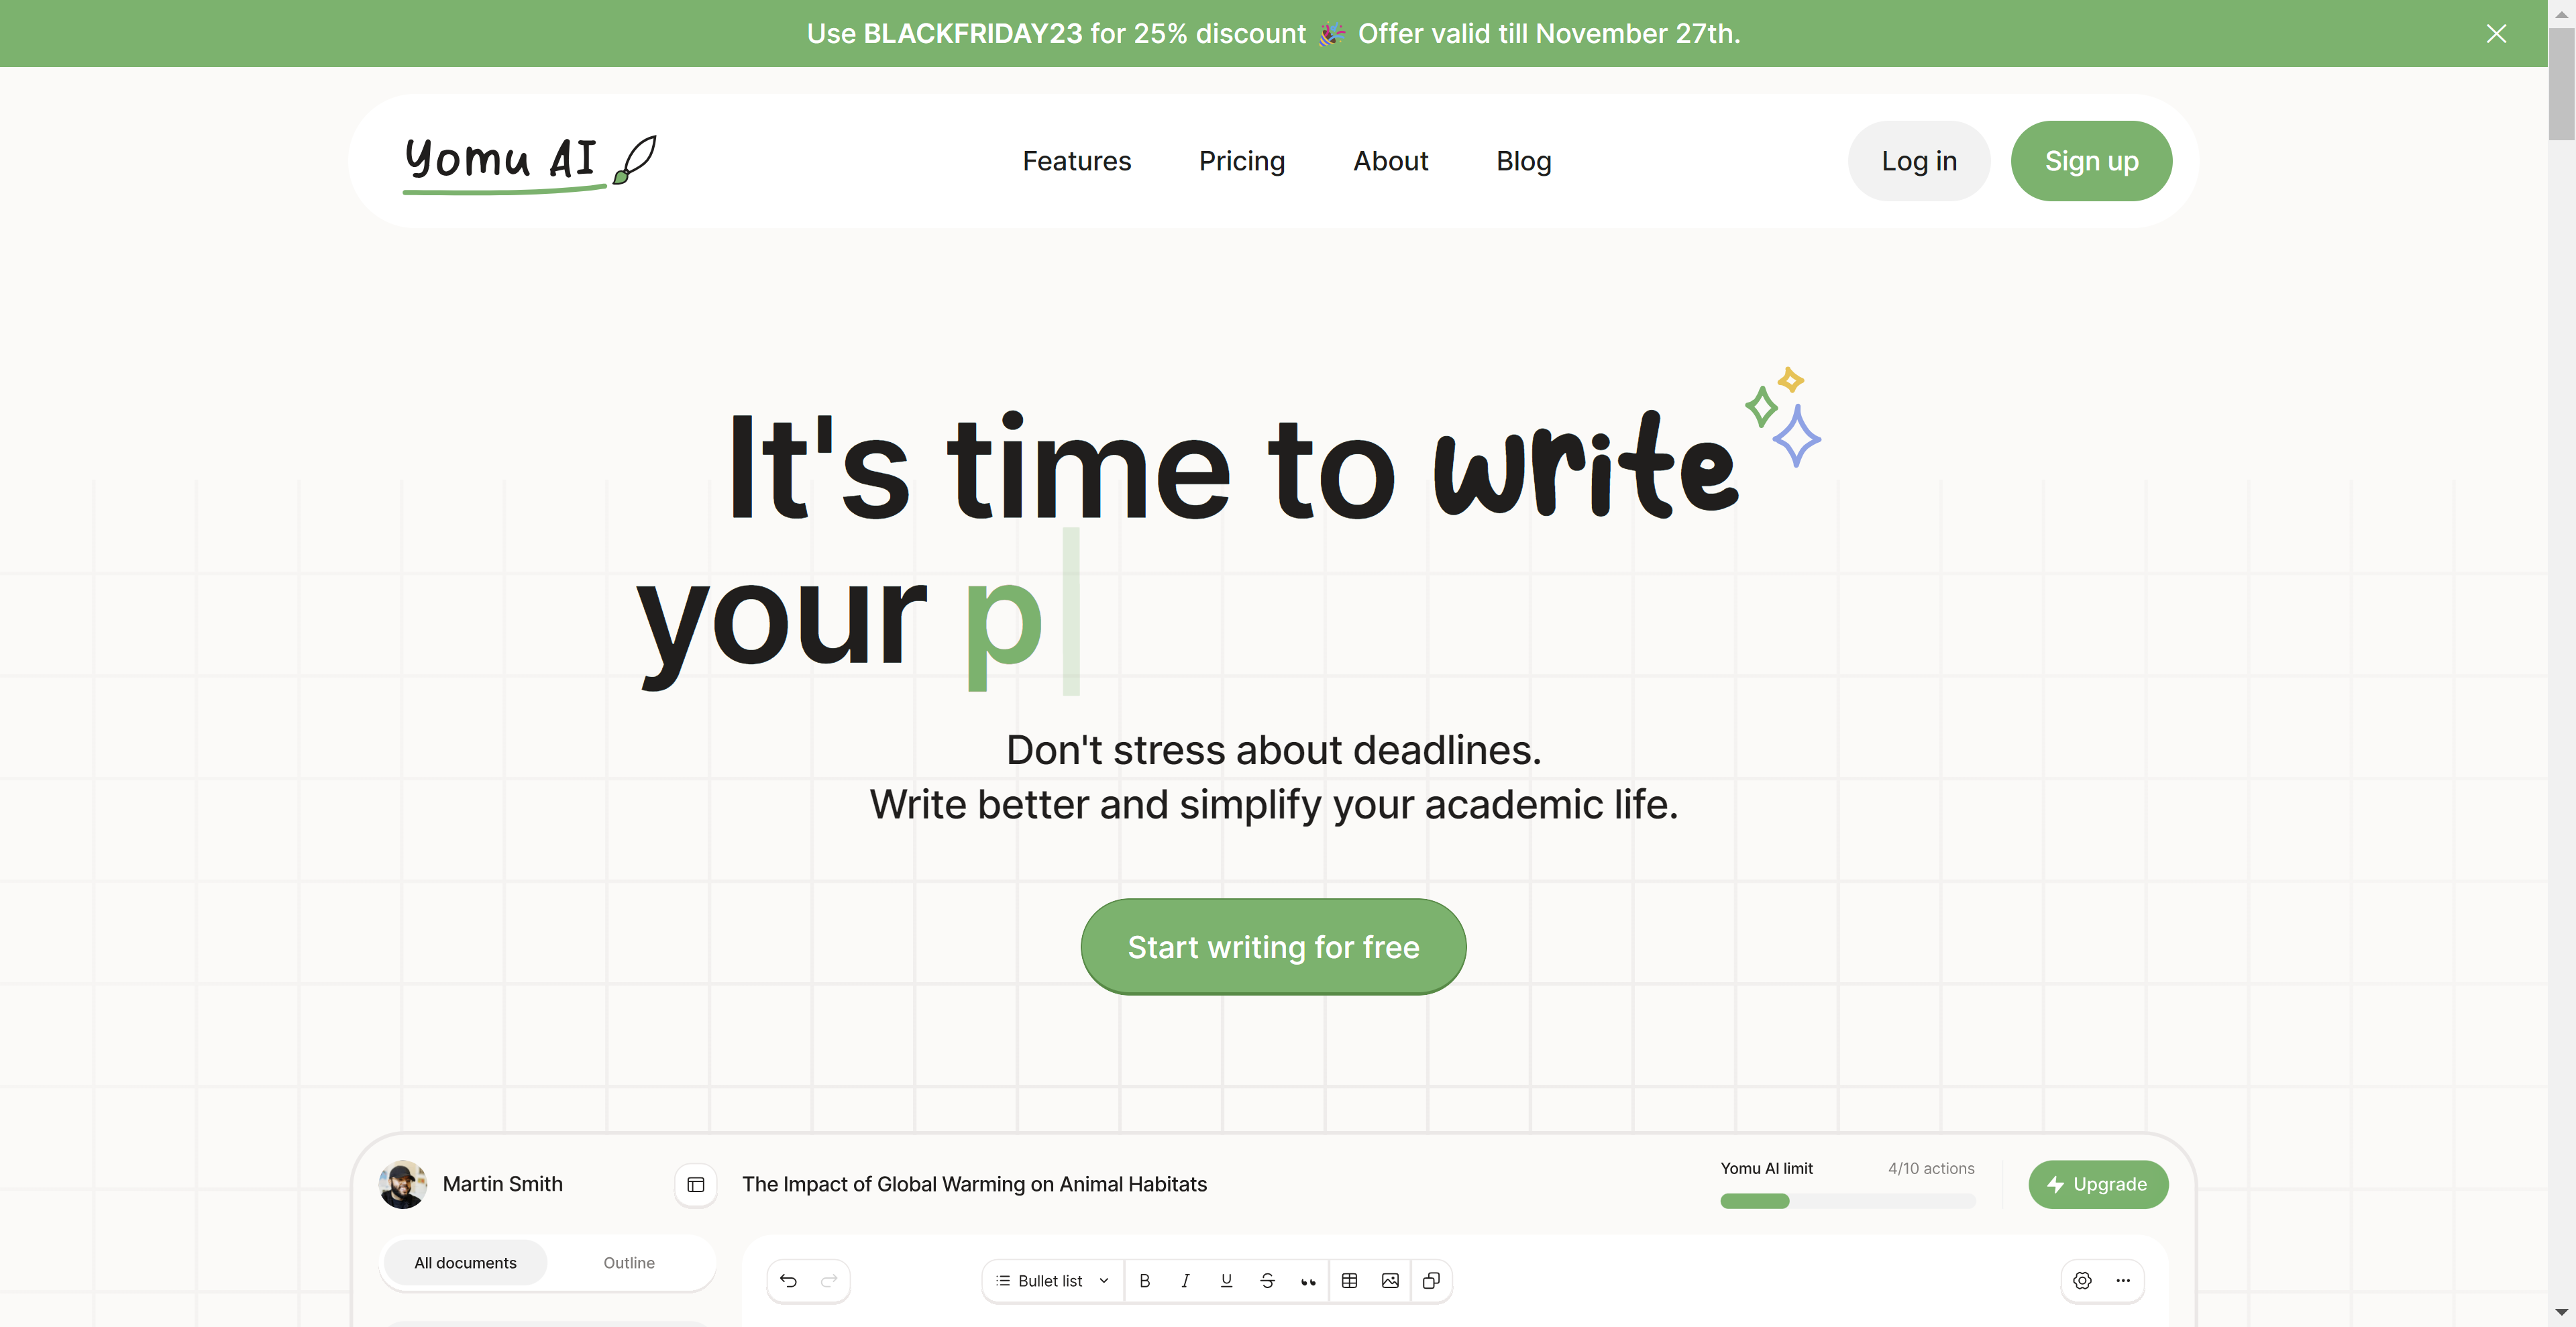 Use BLACKFRIDAY23 for 25% discount 🎉 Offer valid till November 27th.
Yomu AI
Features
Pricing
About
Blog
Log in
Sign up
It's time to write
your p
Don't stress about deadlines.
Write better and simplify your academic life.
Start writing for free
Martin Smith
The Impact of Global Warming on Animal Habitats
Yomu AI limit
4/10 actions
Upgrade
All documents
Outline
Bullet list
B I U S